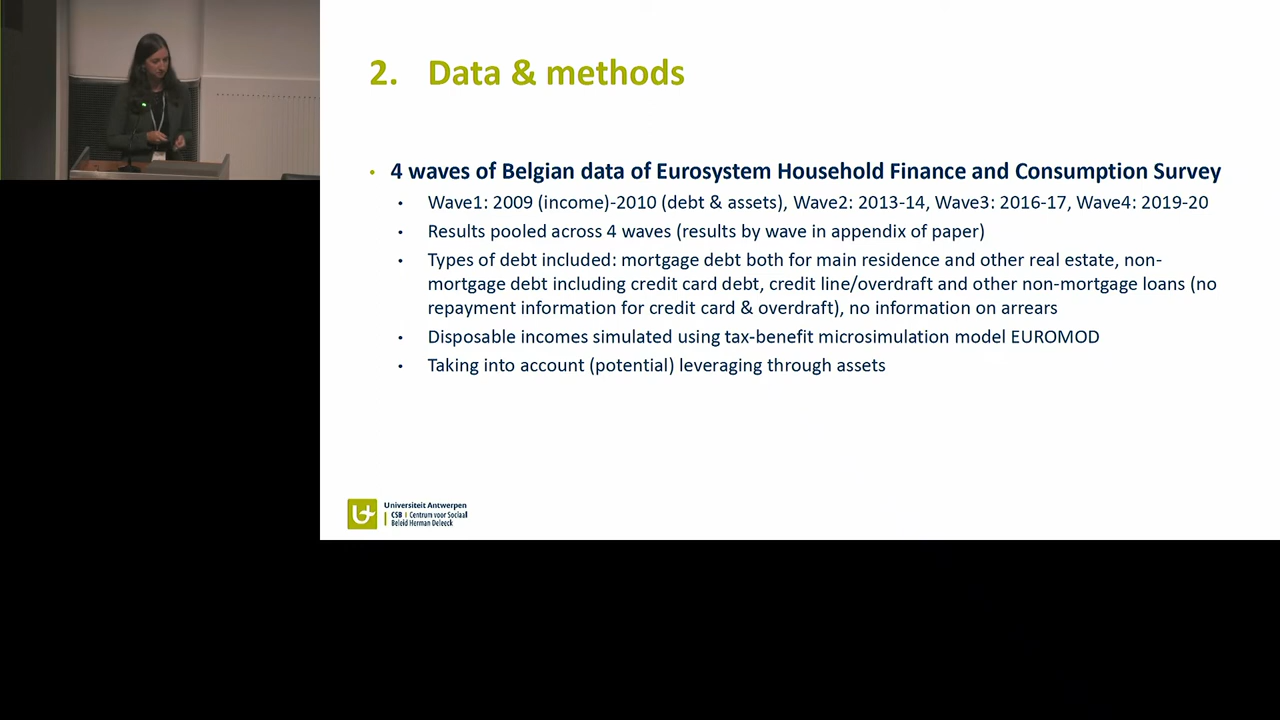 2. Data & methods
• 4 waves of Belgian data of Eurosystem Household Finance and Consumption Survey
• Wave1: 2009 (income)-2010 (debt & assets), Wave2: 2013-14, Wave3: 2016-17, Wave4: 2019-20
• Results pooled across 4 waves (results by wave in appendix of paper)
• Types of debt included: mortgage debt both for main residence and other real estate, non-
mortgage debt including credit card debt, credit line/overdraft and other non-mortgage loans (no
repayment information for credit card & overdraft), no information on arrears
• Disposable incomes simulated using tax-benefit microsimulation model EUROMOD
• Taking into account (potential) leveraging through assets
Universiteit Antwerpen
CSB | Centrum voor Sociaal
Beleid Herman Deleeck